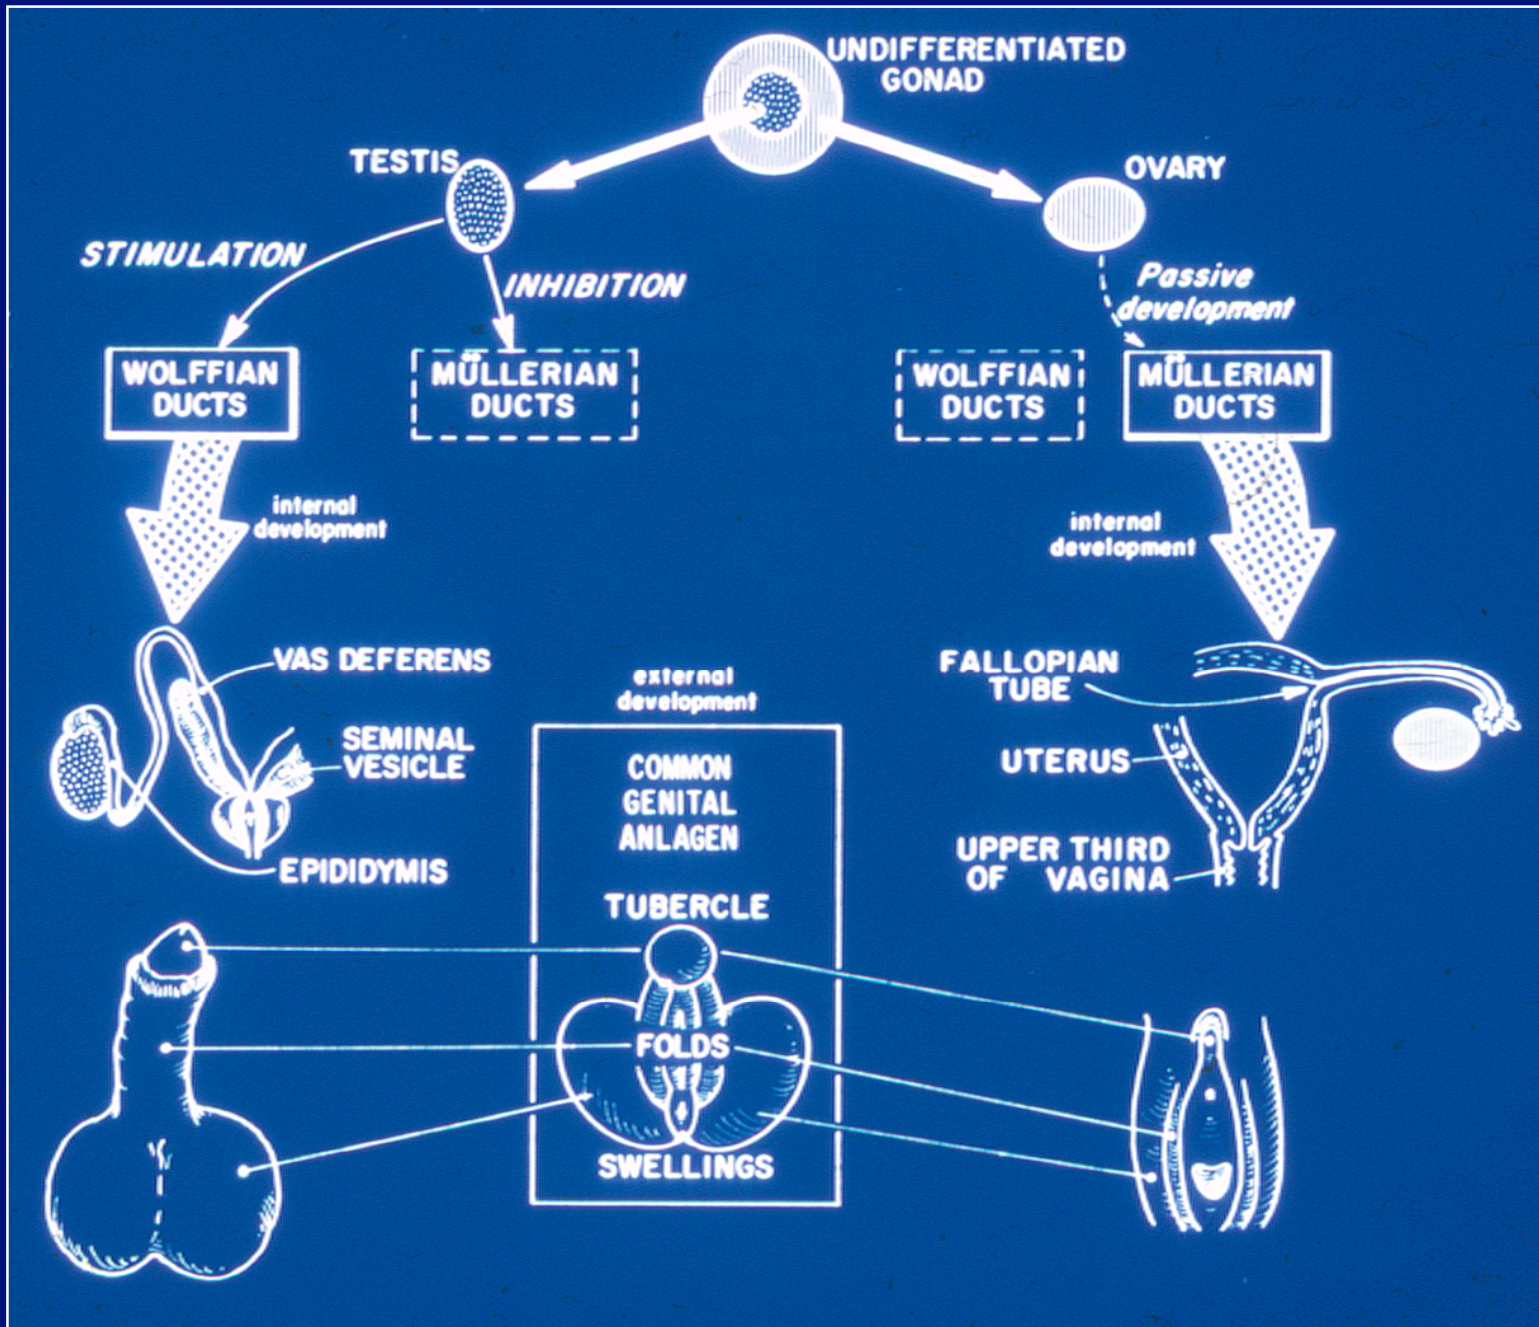 UNDIFFERENTIATED
GONAD
TESTIS
OVARY
STIMULATION
INHIBITION
Passive
development
WOLFFIAN
DUCTS
MÜLLERIAN
DUCTS
WOLFFIAN
DUCTS
MÜLLERIAN
DUCTS
internal
development
internal
development
VAS DEFERENS
SEMINAL
VESICLE
EPIDIDYMIS
external
development
COMMON
GENITAL
ANLAGEN
TUBERCLE
FOLDS
SWELLINGS
FALLOPIAN
TUBE
UTERUS
UPPER THIRD
OF VAGINA